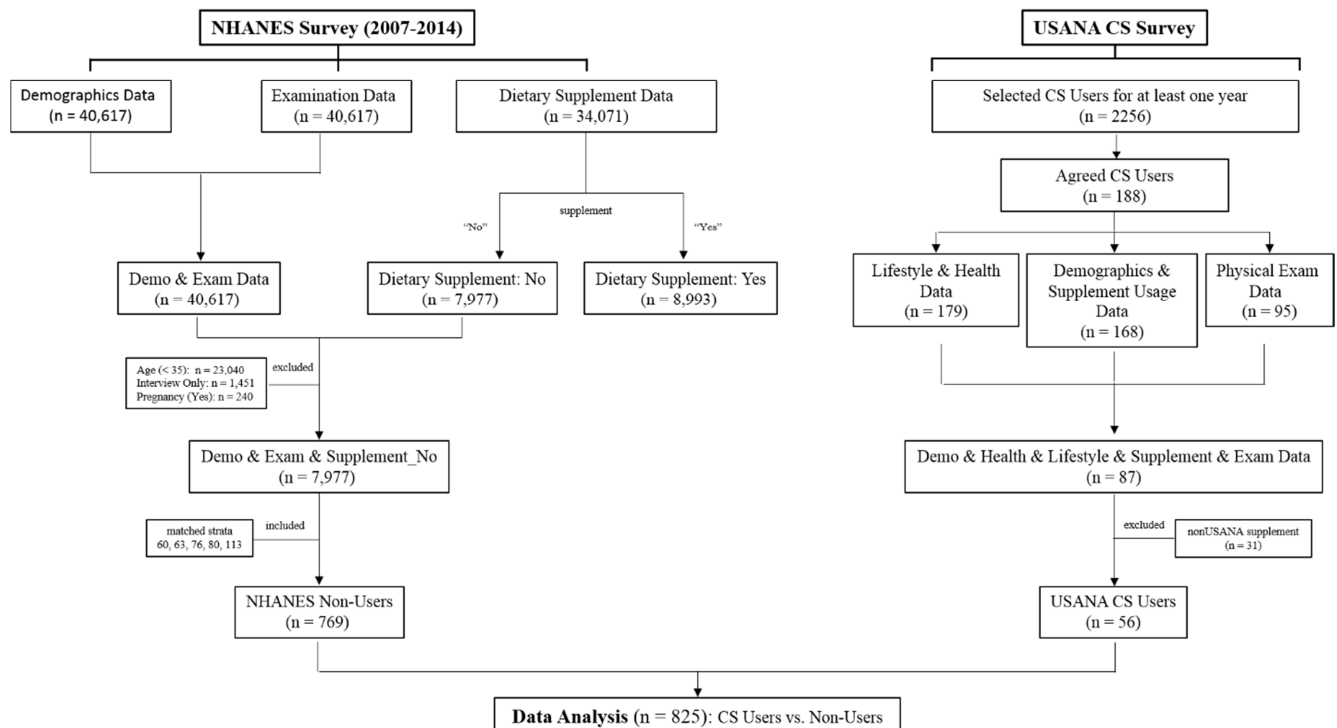 NHANES Survey (2007-2014)
Demographics Data
(n = 40,617)
Examination Data
(n = 40,617)
Dietary Supplement Data
(n = 34,071)
supplement
“No”
“Yes”
Demo & Exam Data
(n = 40,617)
Dietary Supplement: No
(n = 7,977)
Dietary Supplement: Yes
(n = 8,993)
Age (< 35): n = 23,040
Interview Only: n = 1,451
Pregnancy (Yes): n = 240
excluded
Demo & Exam & Supplement_No
(n = 7,977)
matched strata
60, 63, 76, 80, 113
included
NHANES Non-Users
(n = 769)
USANA CS Survey
Selected CS Users for at least one year
(n = 2256)
Agreed CS Users
(n = 188)
Lifestyle & Health
Data
(n = 179)
Demographics &
Supplement Usage
Data
(n = 168)
Physical Exam
Data
(n = 95)
Demo & Health & Lifestyle & Supplement & Exam Data
(n = 87)
excluded
nonUSANA supplement
(n = 31)
USANA CS Users
(n = 56)
Data Analysis (n = 825): CS Users vs. Non-Users